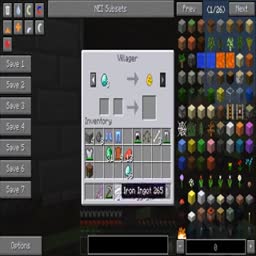 NEI Subsets
Prev (1/26) Next
Villager
Save 1
Save 2
Save 3
Save 4
Save 5
Save 6
Save 7
Inventory
Iron Ingot 265
Options
0